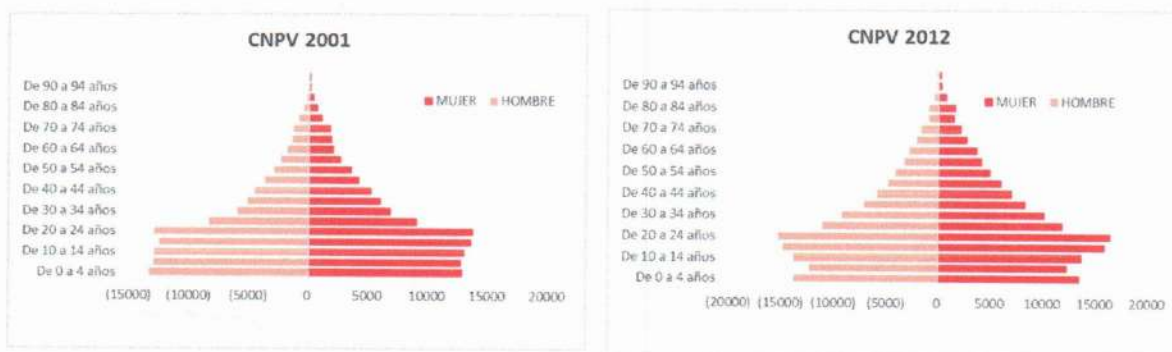 CNPV 2001
De 90 a 94 años
De 80 a 84 años
De 70 a 74 años
De 60 a 64 años
De 50 a 54 años
De 40 a 44 años
De 30 a 34 años
De 20 a 24 años
De 10 a 14 años
De 0 a 4 años
MUJER HOMBRE
(15000) (10000) (5000) 0 5000 10000 15000 20000
CNPV 2012
De 90 a 94 años
De 80 a 84 años
De 70 a 74 años
De 60 a 64 años
De 50 a 54 años
De 40 a 44 años
De 30 a 34 años
De 20 a 24 años
De 10 a 14 años
De 0 a 4 años
MUJER HOMBRE
(20000) (15000) (10000) (5000) 0 5000 10000 15000 20000